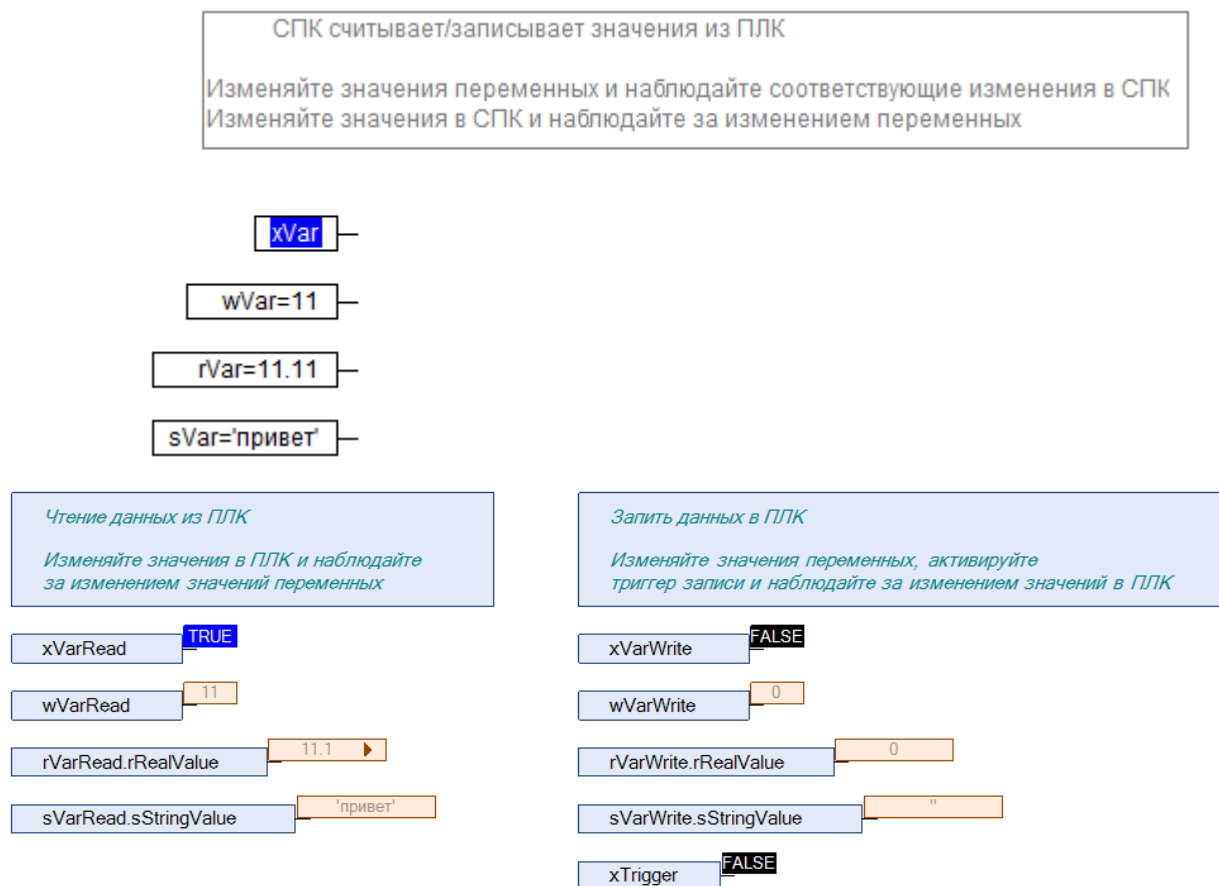 СПК считывает/записывает значения из ПЛК
Изменяйте значения переменных и наблюдайте соответствующие изменения в СПК
Изменяйте значения в СПК и наблюдайте за изменением переменных
xVar
wVar=11
rVar=11.11
sVar='привет'
Чтение данных из ПЛК
Изменяйте значения в ПЛК и наблюдайте
за изменением значений переменных
xVarRead TRUE
wVarRead 11
rVarRead.rRealValue 11.1
sVarRead.sStringValue 'привет'
Запить данных в ПЛК
Изменяйте значения переменных, активируйте
триггер записи и наблюдайте за изменением значений в ПЛК
xVarWrite FALSE
wVarWrite 0
rVarWrite.rRealValue 0
sVarWrite.sStringValue ''
xTrigger FALSE